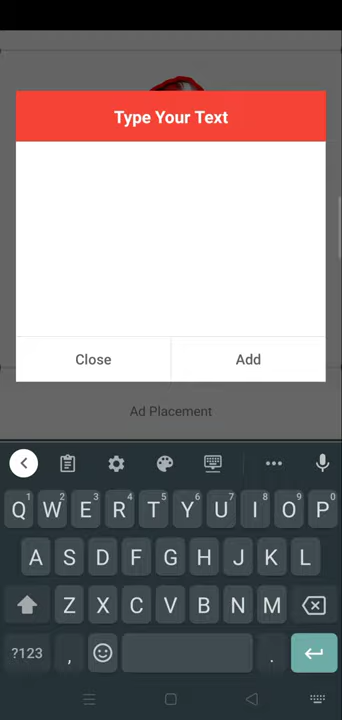 Type Your Text
Close Add
Ad Placement
1 2 3 4 5 6 7 8 9 0
Q W E R T Y U I O P
A S D F G H J K L
Z X C V B N M
?123 , .